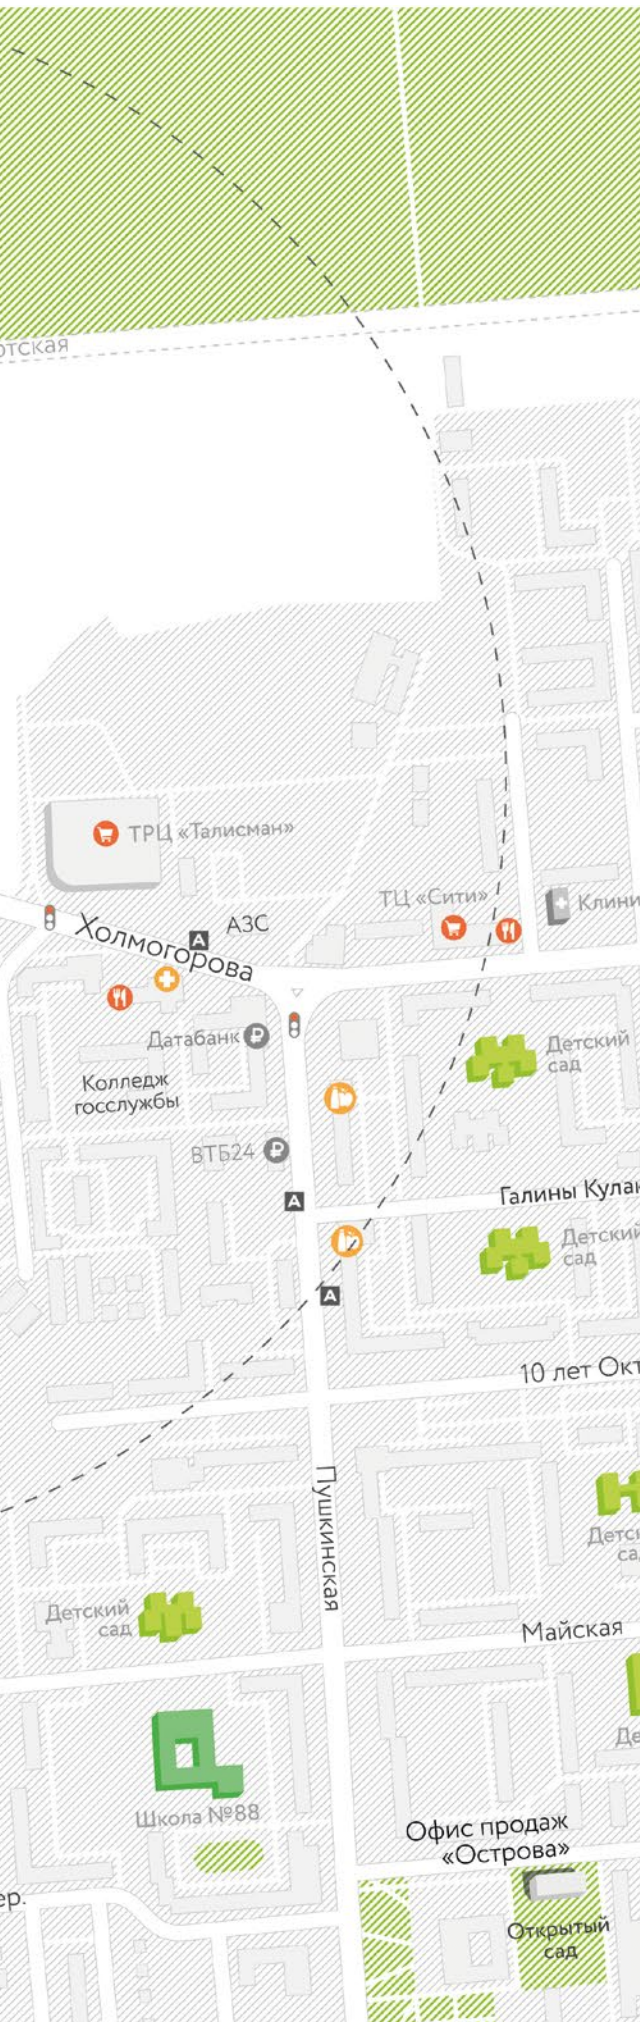 отская
ТРЦ «Талисман»
ТЦ «Сити»
Клини
А
АЗС
Холмогорова
Датабанк
Колледж
госслужбы
Детский
сад
ВТБ24
А
Галины Кулак
Детский
сад
А
10 лет Окт
Пушкинская
Детс
са
Детский
сад
Майская
Де
Школа №88
Офис продаж
«Острова»
ер.
Открытый
сад